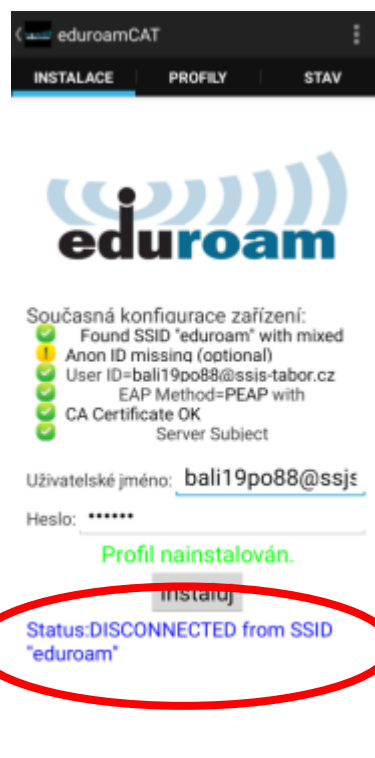 eduroamCAT
INSTALACE PROFILY STAV
eduroam
Současná konfigurace zařízení:
Found SSID "eduroam" with mixed
! Anon ID missing (optional)
User ID=bali19po88@ssjs-tabor.cz
EAP Method=PEAP with
CA Certificate OK
Server Subject
Uživatelské jméno: bali19po88@ssjs
Heslo: ••••••
Profil nainstalován.
Instaluj
Status:DISCONNECTED from SSID
"eduroam"